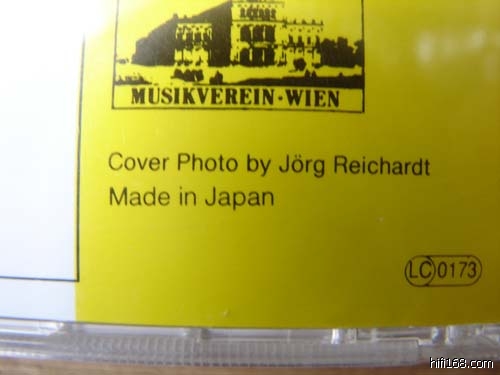 MUSIKVEREIN·WIEN
Cover Photo by Jörg Reichardt
Made in Japan
LC 0173
hifi168.com